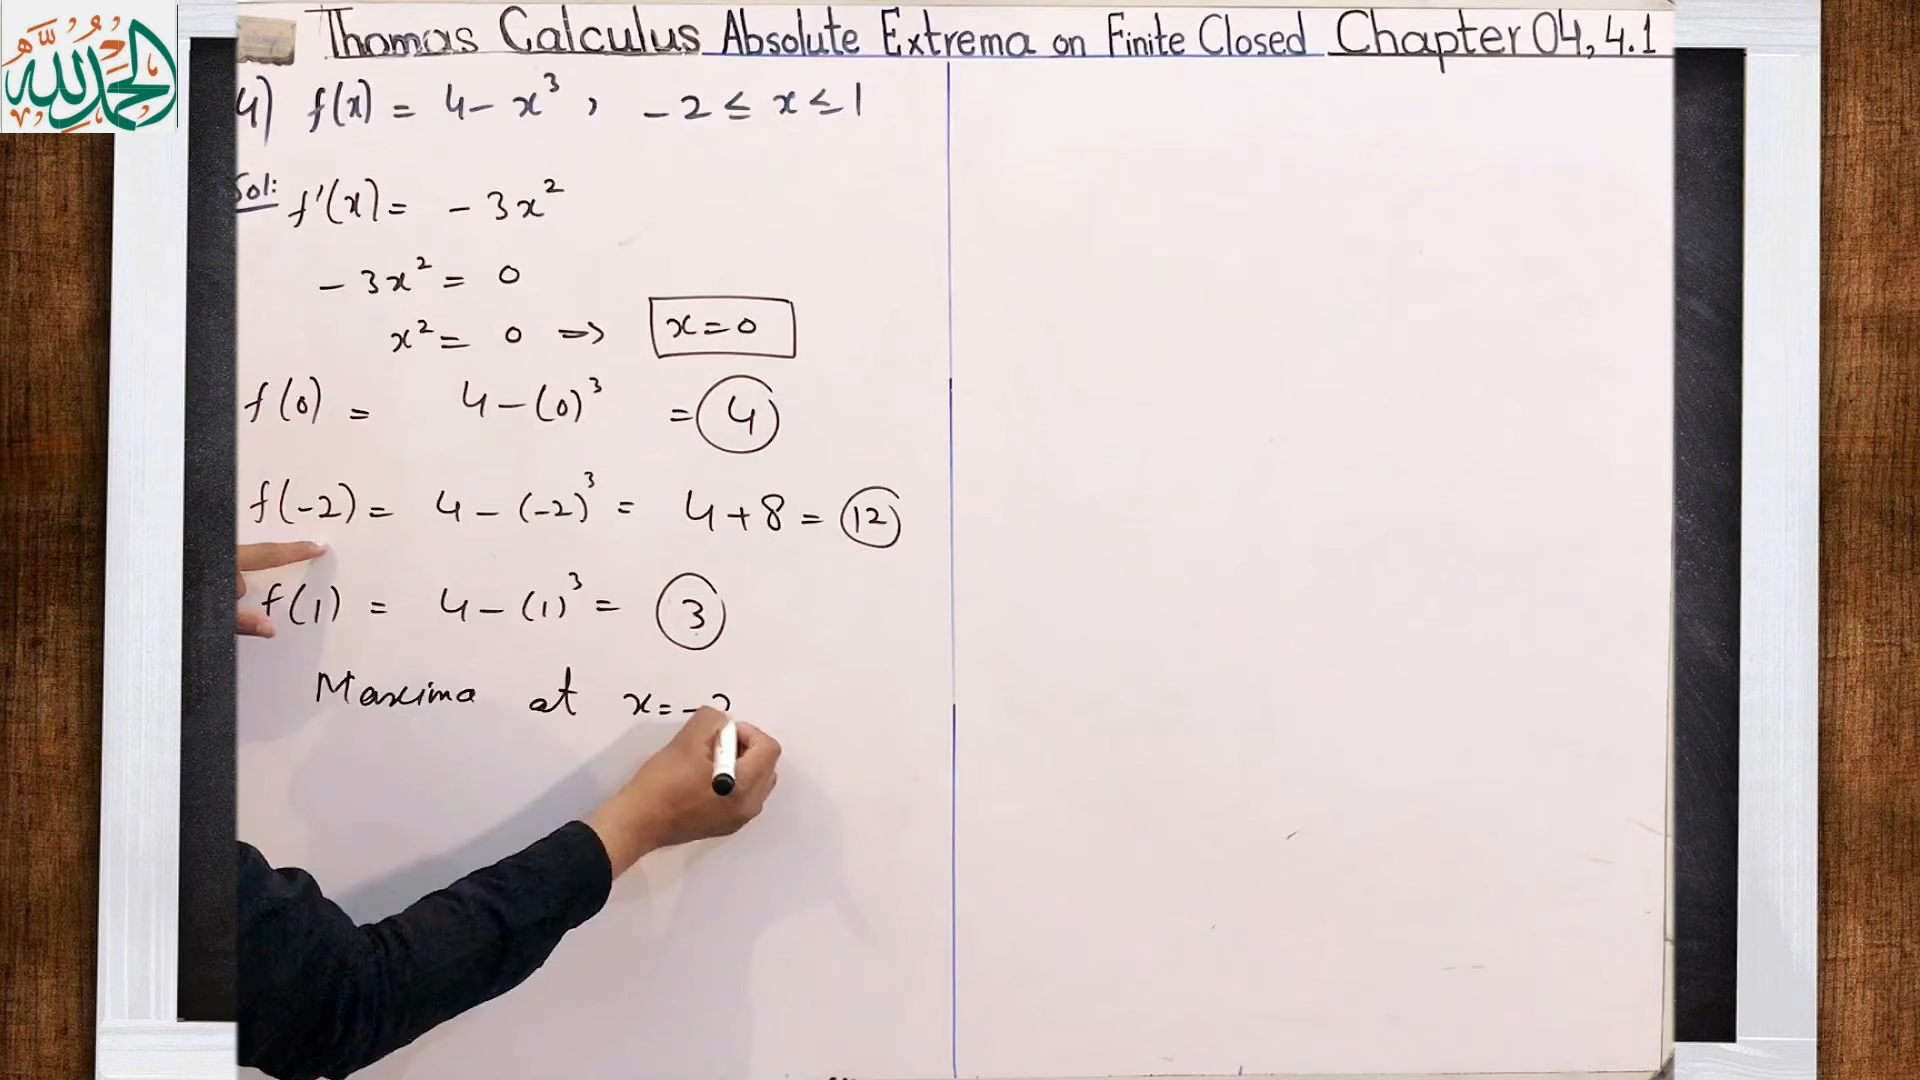 الحمد لله
Thomas Calculus Absolute Extrema on Finite Closed Chapter 04, 4.1
4) f(x) = 4 - x³ , -2 ≤ x ≤ 1
Sol: f'(x) = - 3x²
- 3x² = 0
x² = 0 => x = 0
f(0) = 4 - (0)³ = 4
f(-2) = 4 - (-2)³ = 4 + 8 = 12
f(1) = 4 - (1)³ = 3
Maxima at x = -2